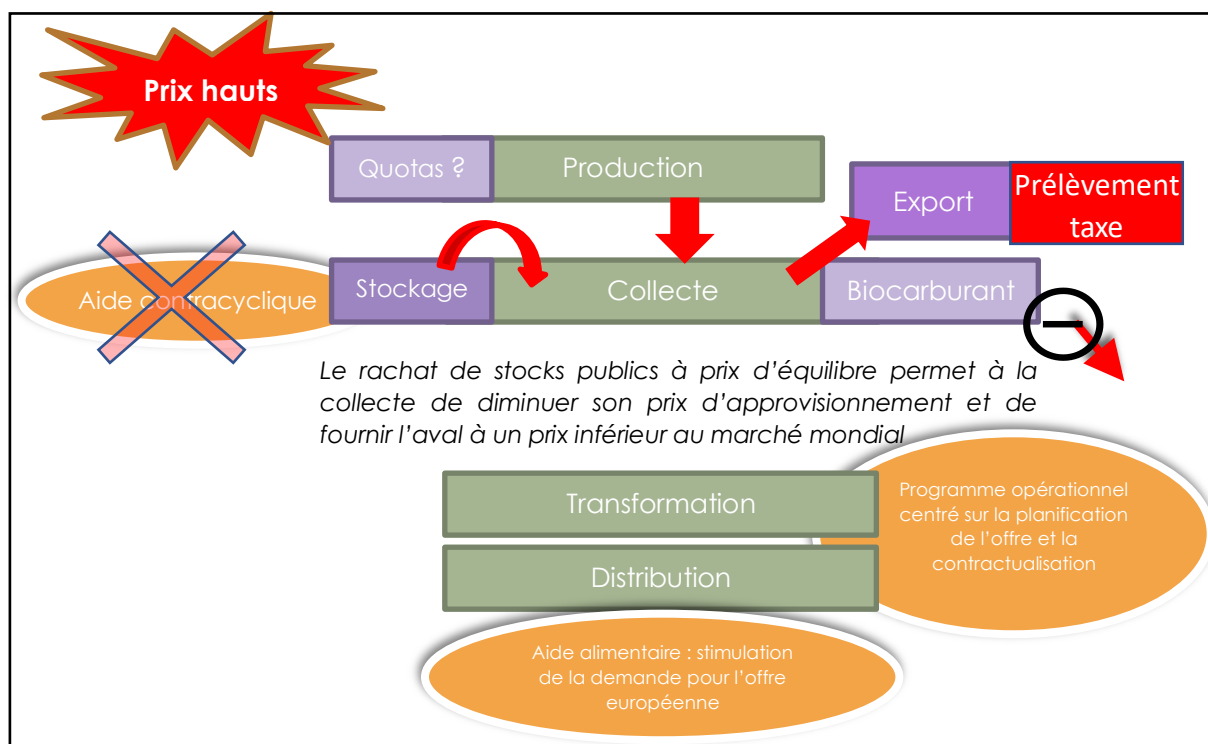 Prix hauts
Quotas ?
Production
Export
Prélèvement
taxe
Aide contracyclique
Stockage
Collecte
Biocarburant
Le rachat de stocks publics à prix d’équilibre permet à la
collecte de diminuer son prix d’approvisionnement et de
fournir l’aval à un prix inférieur au marché mondial
Transformation
Programme opérationnel
centré sur la planification
de l’offre et la
contractualisation
Distribution
Aide alimentaire : stimulation
de la demande pour l’offre
européenne